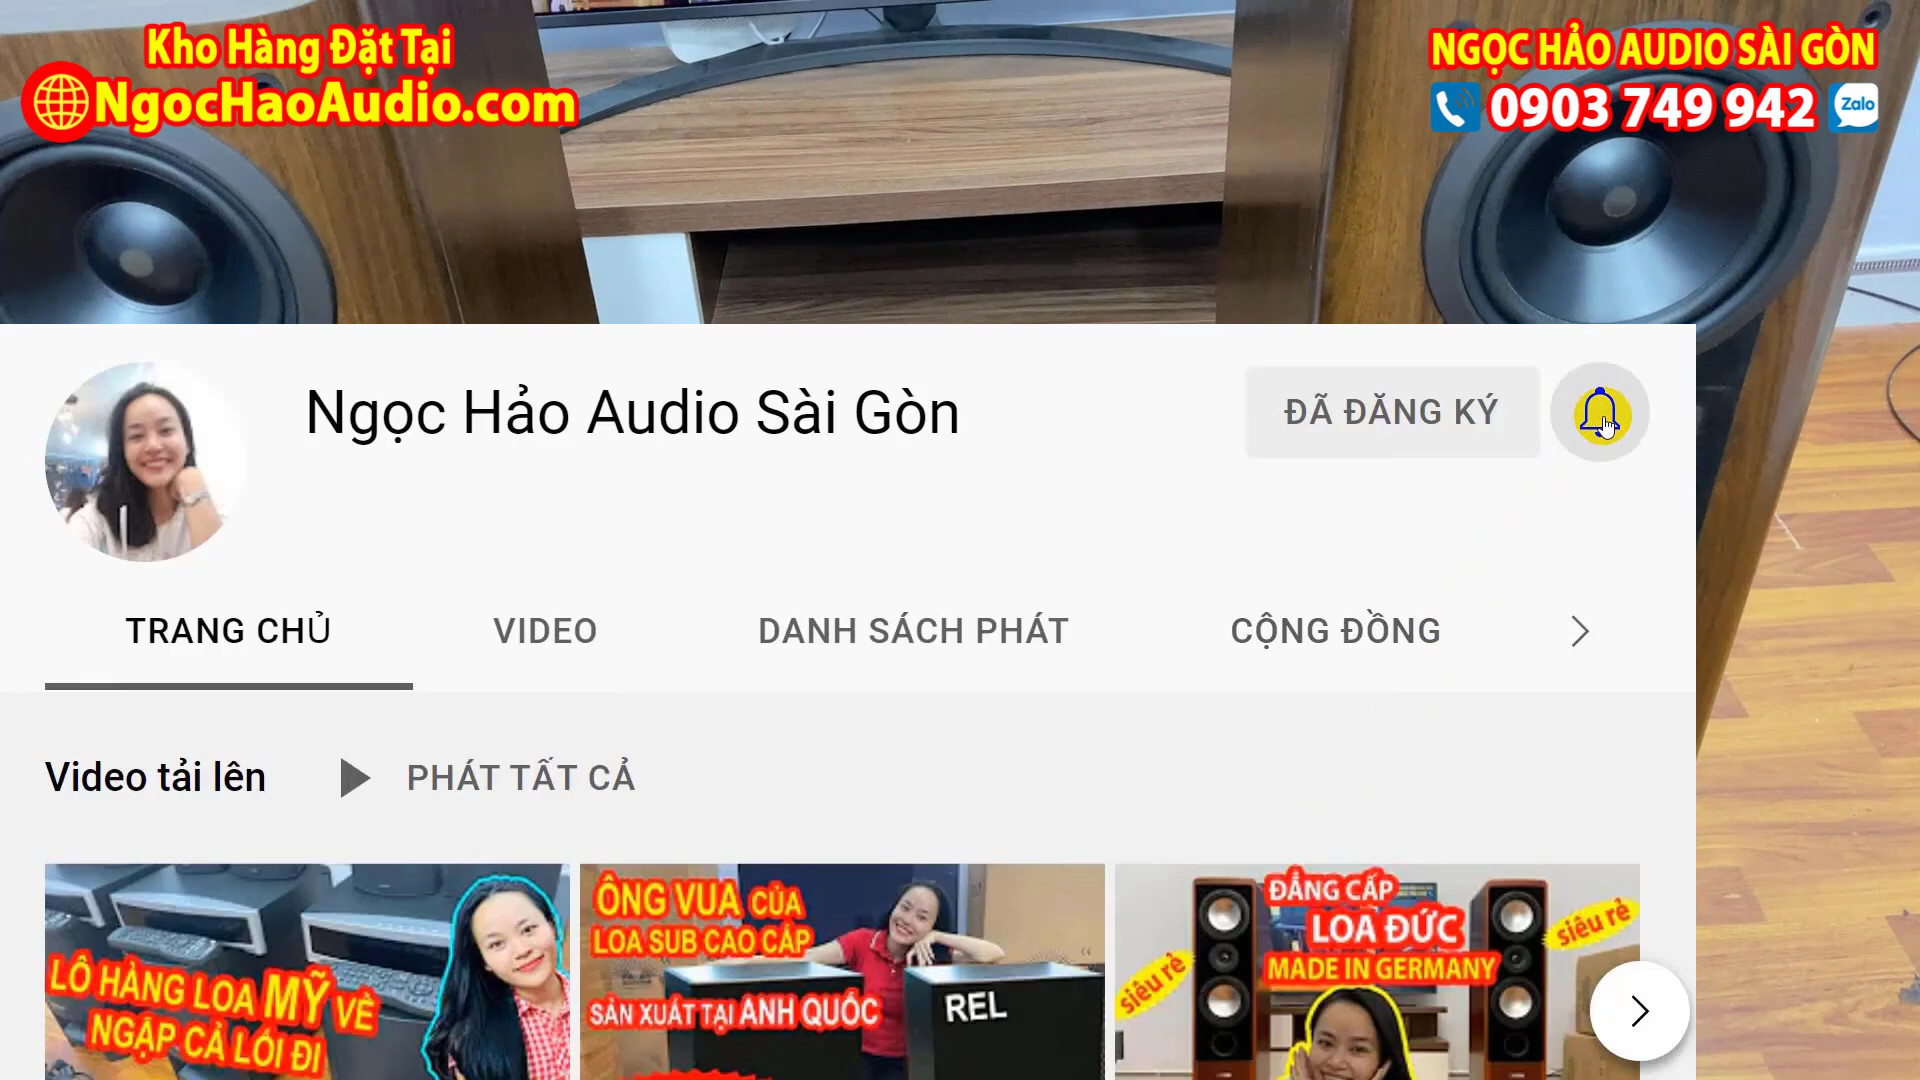 Kho Hàng Đặt Tại
NgocHaoAudio.com
NGỌC HẢO AUDIO SÀI GÒN
0903 749 942
Zalo
Ngọc Hảo Audio Sài Gòn
ĐÃ ĐĂNG KÝ
TRANG CHỦ
VIDEO
DANH SÁCH PHÁT
CỘNG ĐỒNG
Video tải lên
PHÁT TẤT CẢ
LÔ HÀNG LOA MỸ VỀ
NGẬP CẢ LỐI ĐI
ÔNG VUA CỦA
LOA SUB CAO CẤP
SẢN XUẤT TẠI ANH QUỐC
REL
ĐẲNG CẤP
LOA ĐỨC
MADE IN GERMANY
siêu rẻ
siêu rẻ